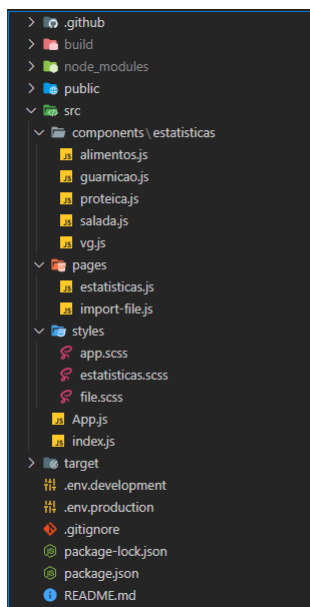 .github
build
node_modules
public
src
components\estatisticas
alimentos.js
guarnicao.js
proteica.js
salada.js
vg.js
pages
estatisticas.js
import-file.js
styles
app.scss
estatisticas.scss
file.scss
App.js
index.js
target
.env.development
.env.production
.gitignore
package-lock.json
package.json
README.md